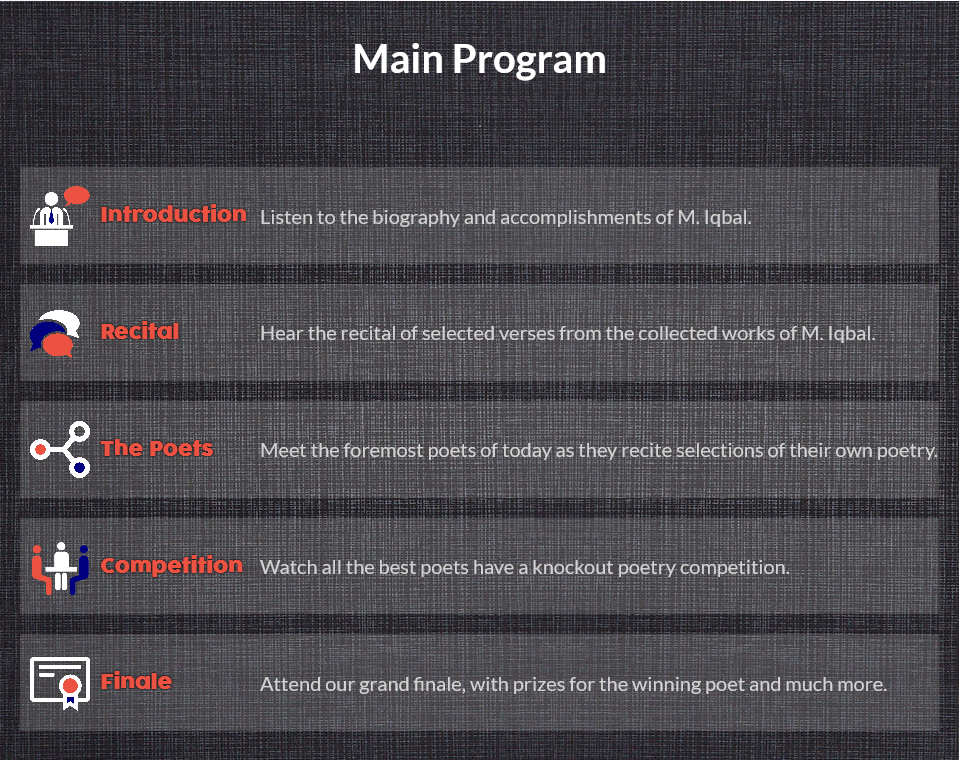 Main Program
Introduction Listen to the biography and accomplishments of M. Iqbal.
Recital Hear the recital of selected verses from the collected works of M. Iqbal.
The Poets Meet the foremost poets of today as they recite selections of their own poetry.
Competition Watch all the best poets have a knockout poetry competition.
Finale Attend our grand finale, with prizes for the winning poet and much more.